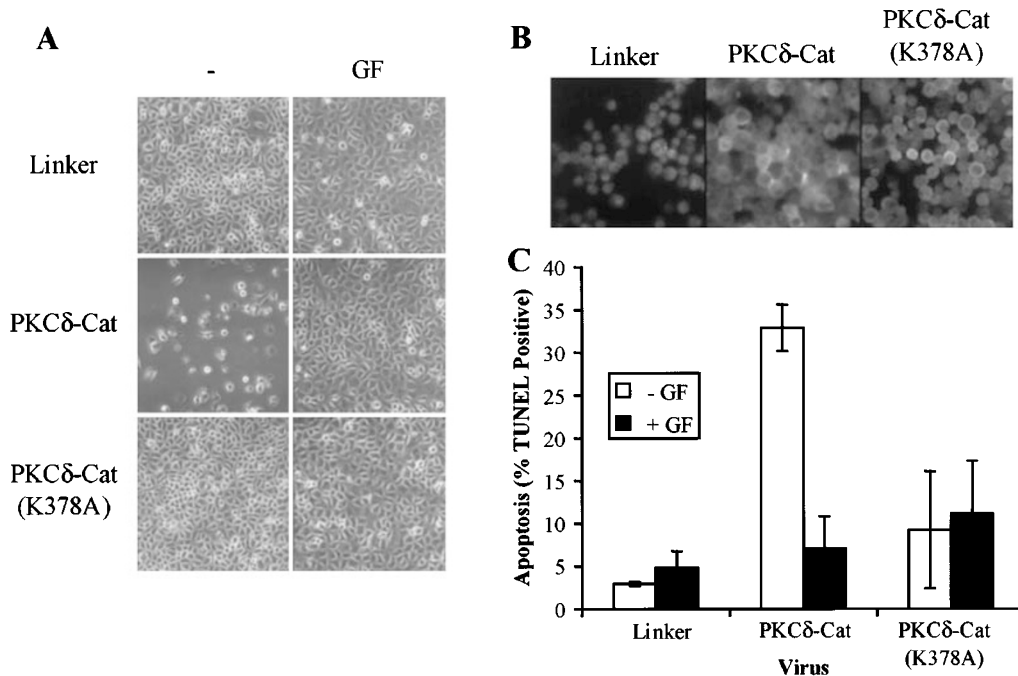 A
-
GF
Linker
PKCδ-Cat
PKCδ-Cat
(K378A)
B
Linker
PKCδ-Cat
PKCδ-Cat
(K378A)
C
Apoptosis (% TUNEL Positive)
40
35
30
25
20
15
10
5
0
- GF
+ GF
Linker
PKCδ-Cat
PKCδ-Cat
(K378A)
Virus